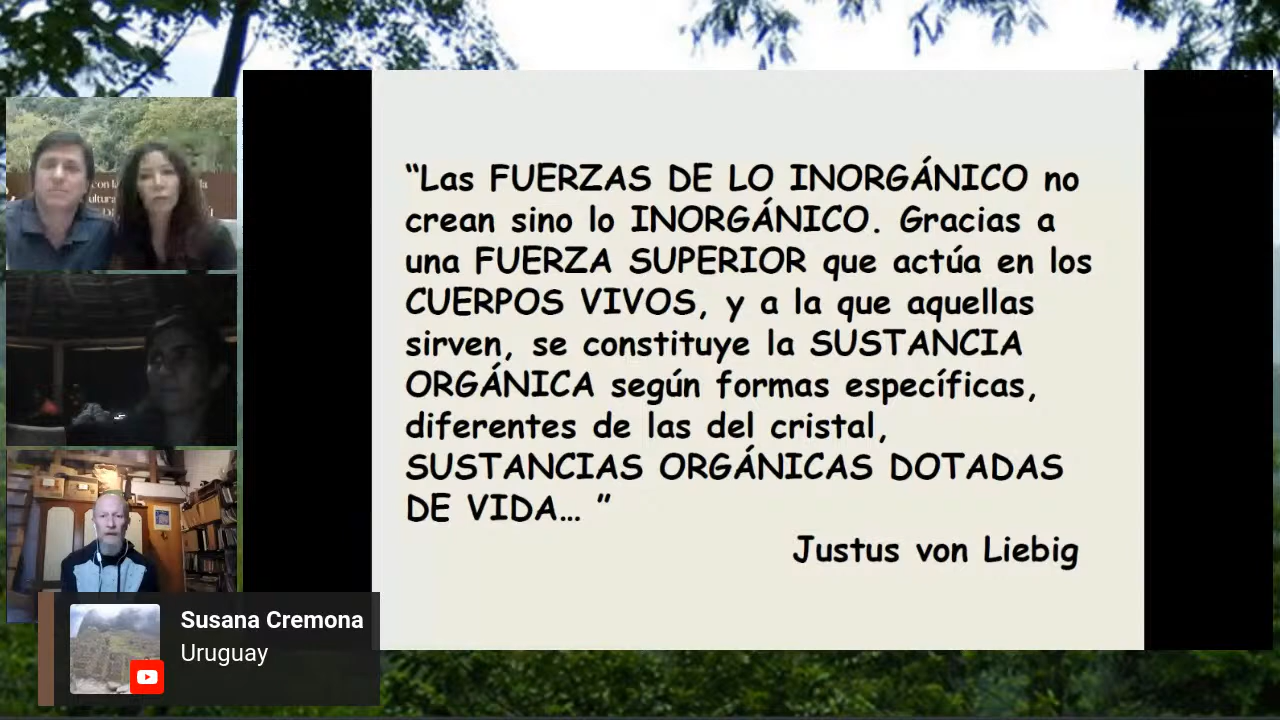 “Las FUERZAS DE LO INORGÁNICO no
crean sino lo INORGÁNICO. Gracias a
una FUERZA SUPERIOR que actúa en los
CUERPOS VIVOS, y a la que aquellas
sirven, se constituye la SUSTANCIA
ORGÁNICA según formas específicas,
diferentes de las del cristal,
SUSTANCIAS ORGÁNICAS DOTADAS
DE VIDA… ”
Justus von Liebig
Susana Cremona
Uruguay